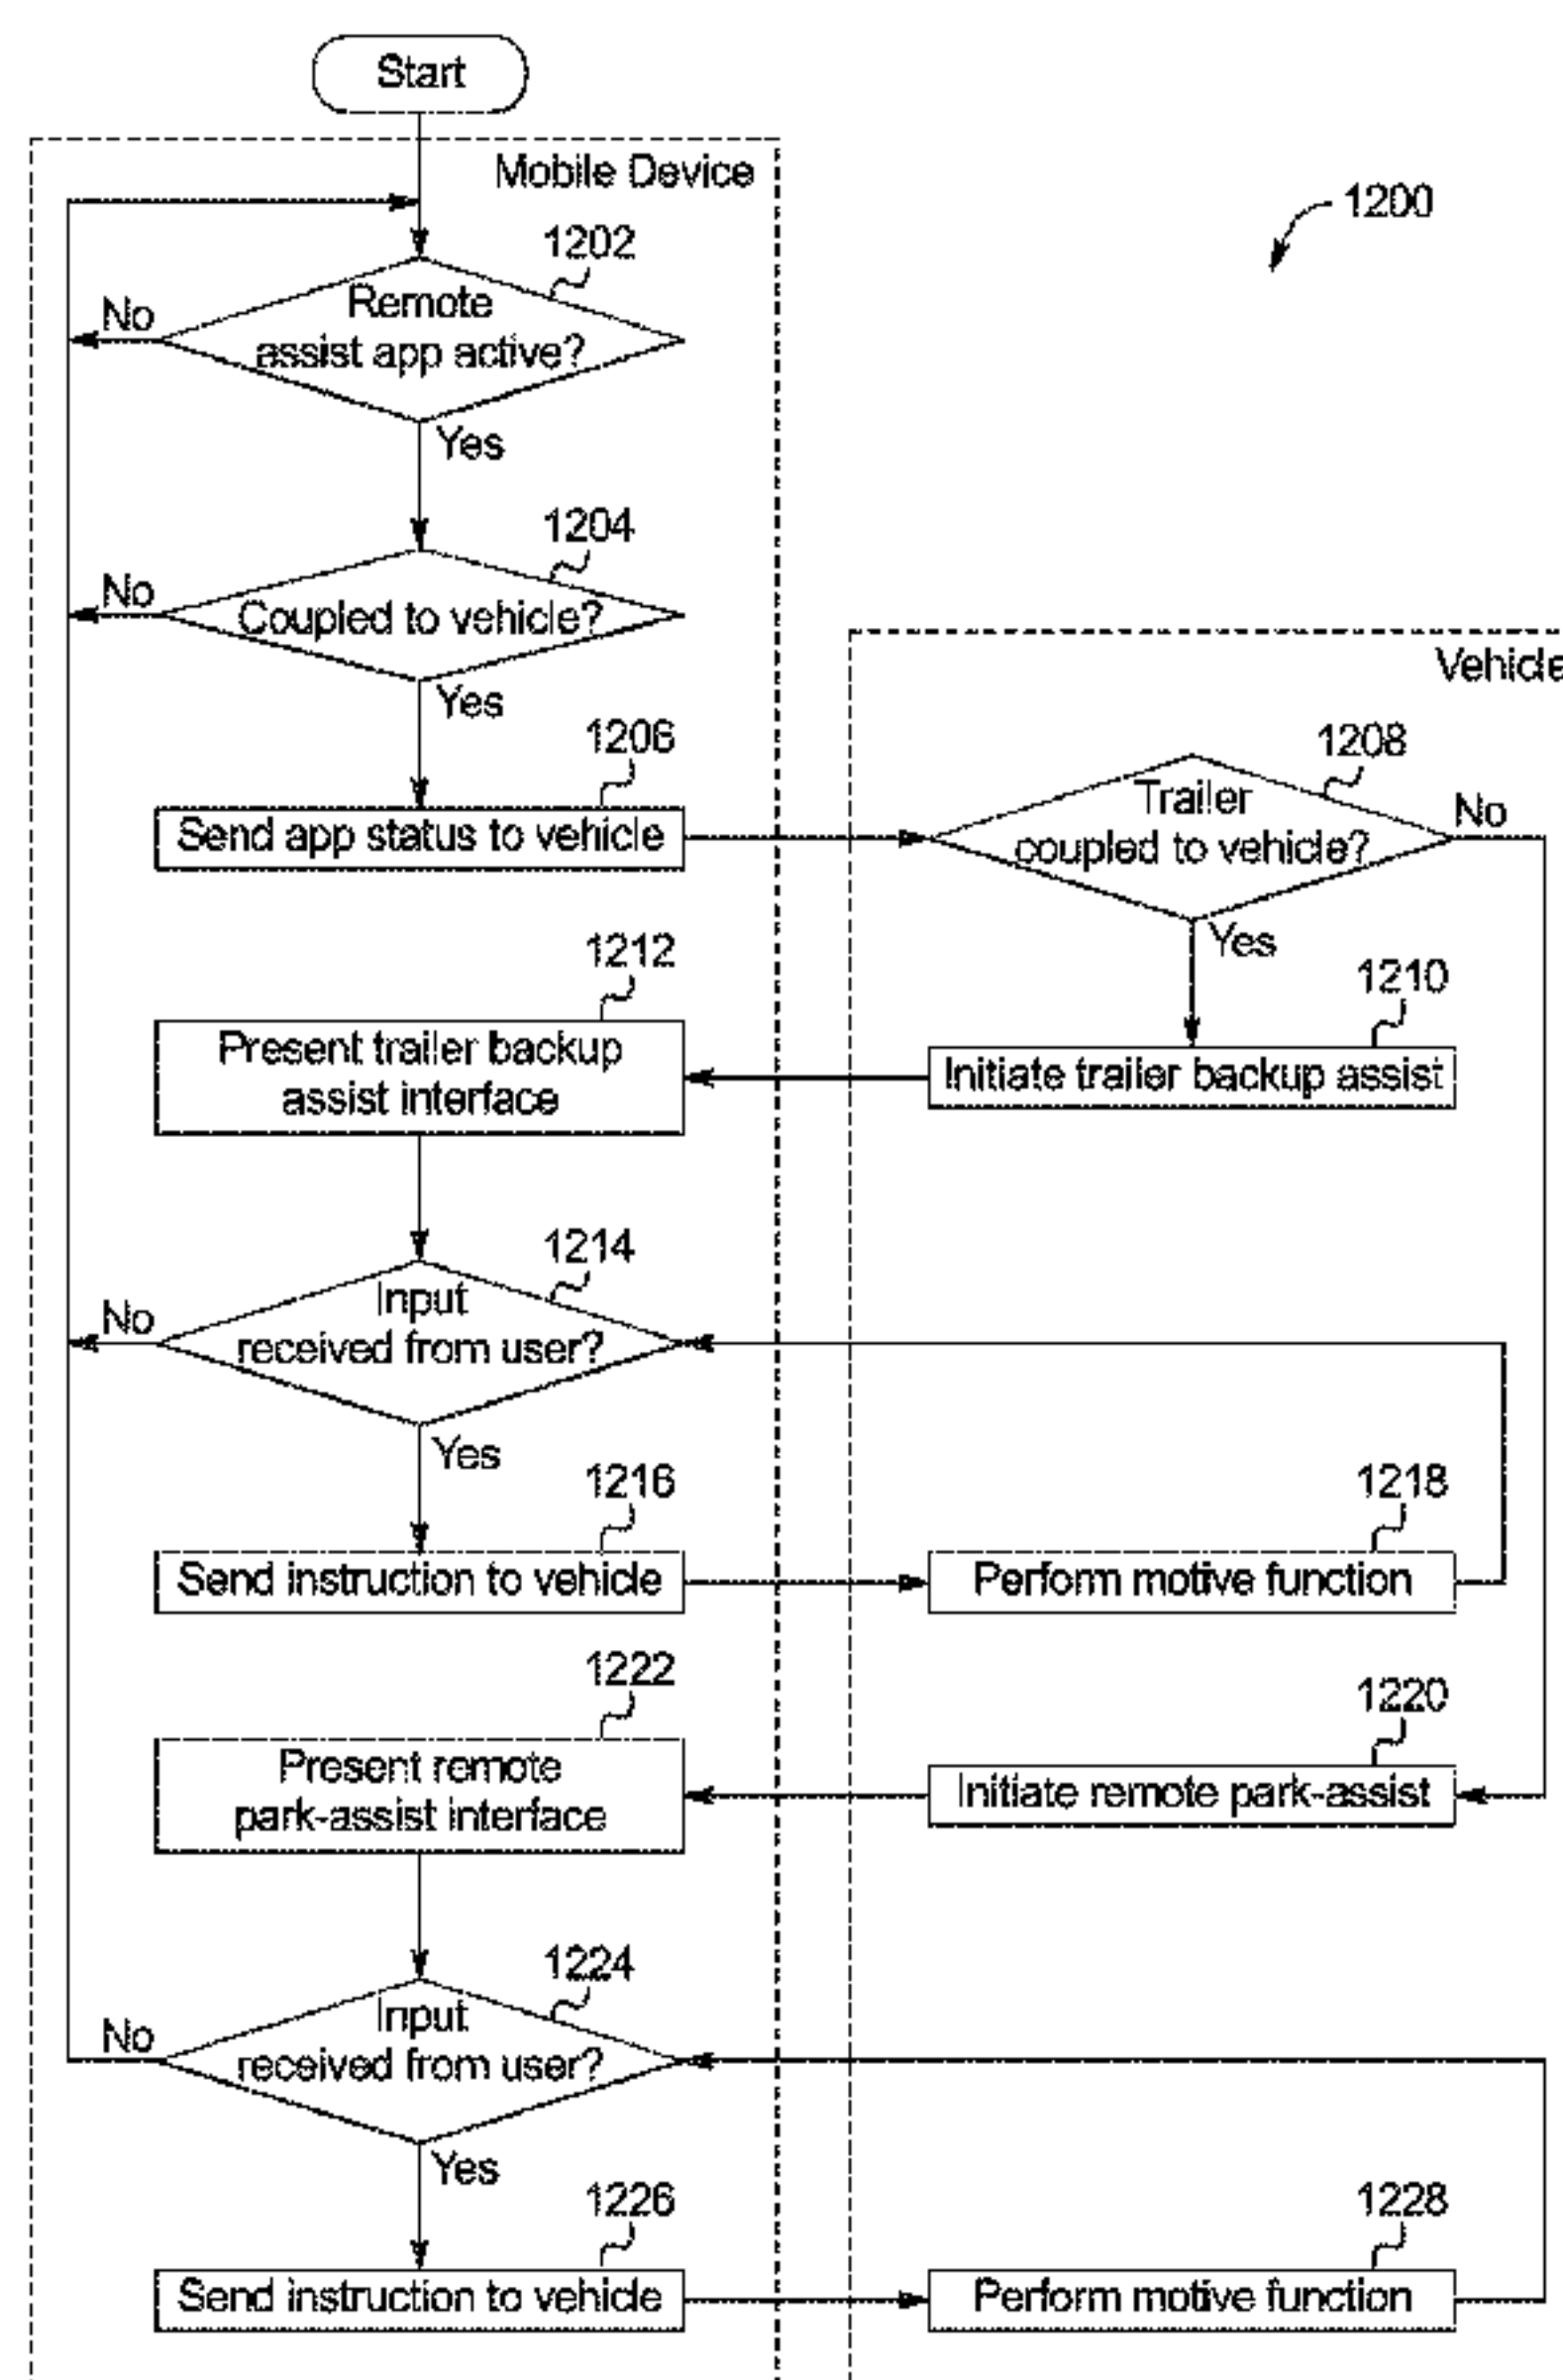 Start
Mobile Device
1200
1202
Remote
assist app active?
No
Yes
1204
Coupled to vehicle?
No
Yes
Vehicle
1206
Send app status to vehicle
1208
Trailer
coupled to vehicle?
No
Yes
1212
Present trailer backup
assist interface
1210
Initiate trailer backup assist
1214
Input
received from user?
No
Yes
1216
Send instruction to vehicle
1218
Perform motive function
1222
Present remote
park-assist interface
1220
Initiate remote park-assist
1224
Input
received from user?
No
Yes
1226
Send instruction to vehicle
1228
Perform motive function